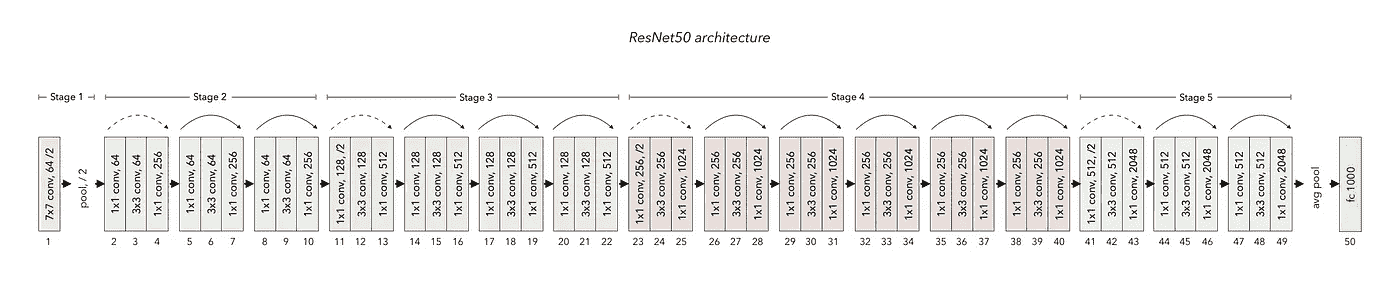 ResNet50 architecture
Stage 1
Stage 2
Stage 3
Stage 4
Stage 5
7x7 conv, 64 /2
pool, / 2
1x1 conv, 64
3x3 conv, 64
1x1 conv, 256
1x1 conv, 64
3x3 conv, 64
1x1 conv, 256
1x1 conv, 64
3x3 conv, 64
1x1 conv, 256
1x1 conv, 128, /2
3x3 conv, 128
1x1 conv, 512
1x1 conv, 128
3x3 conv, 128
1x1 conv, 512
1x1 conv, 128
3x3 conv, 128
1x1 conv, 512
1x1 conv, 128
3x3 conv, 128
1x1 conv, 512
1x1 conv, 256, /2
3x3 conv, 256
1x1 conv, 1024
1x1 conv, 256
3x3 conv, 256
1x1 conv, 1024
1x1 conv, 256
3x3 conv, 256
1x1 conv, 1024
1x1 conv, 256
3x3 conv, 256
1x1 conv, 1024
1x1 conv, 256
3x3 conv, 256
1x1 conv, 1024
1x1 conv, 256
3x3 conv, 256
1x1 conv, 1024
1x1 conv, 512, /2
3x3 conv, 512
1x1 conv, 2048
1x1 conv, 512
3x3 conv, 512
1x1 conv, 2048
1x1 conv, 512
3x3 conv, 512
1x1 conv, 2048
avg pool
fc 1000
1
2
3
4
5
6
7
8
9
10
11
12
13
14
15
16
17
18
19
20
21
22
23
24
25
26
27
28
29
30
31
32
33
34
35
36
37
38
39
40
41
42
43
44
45
46
47
48
49
50